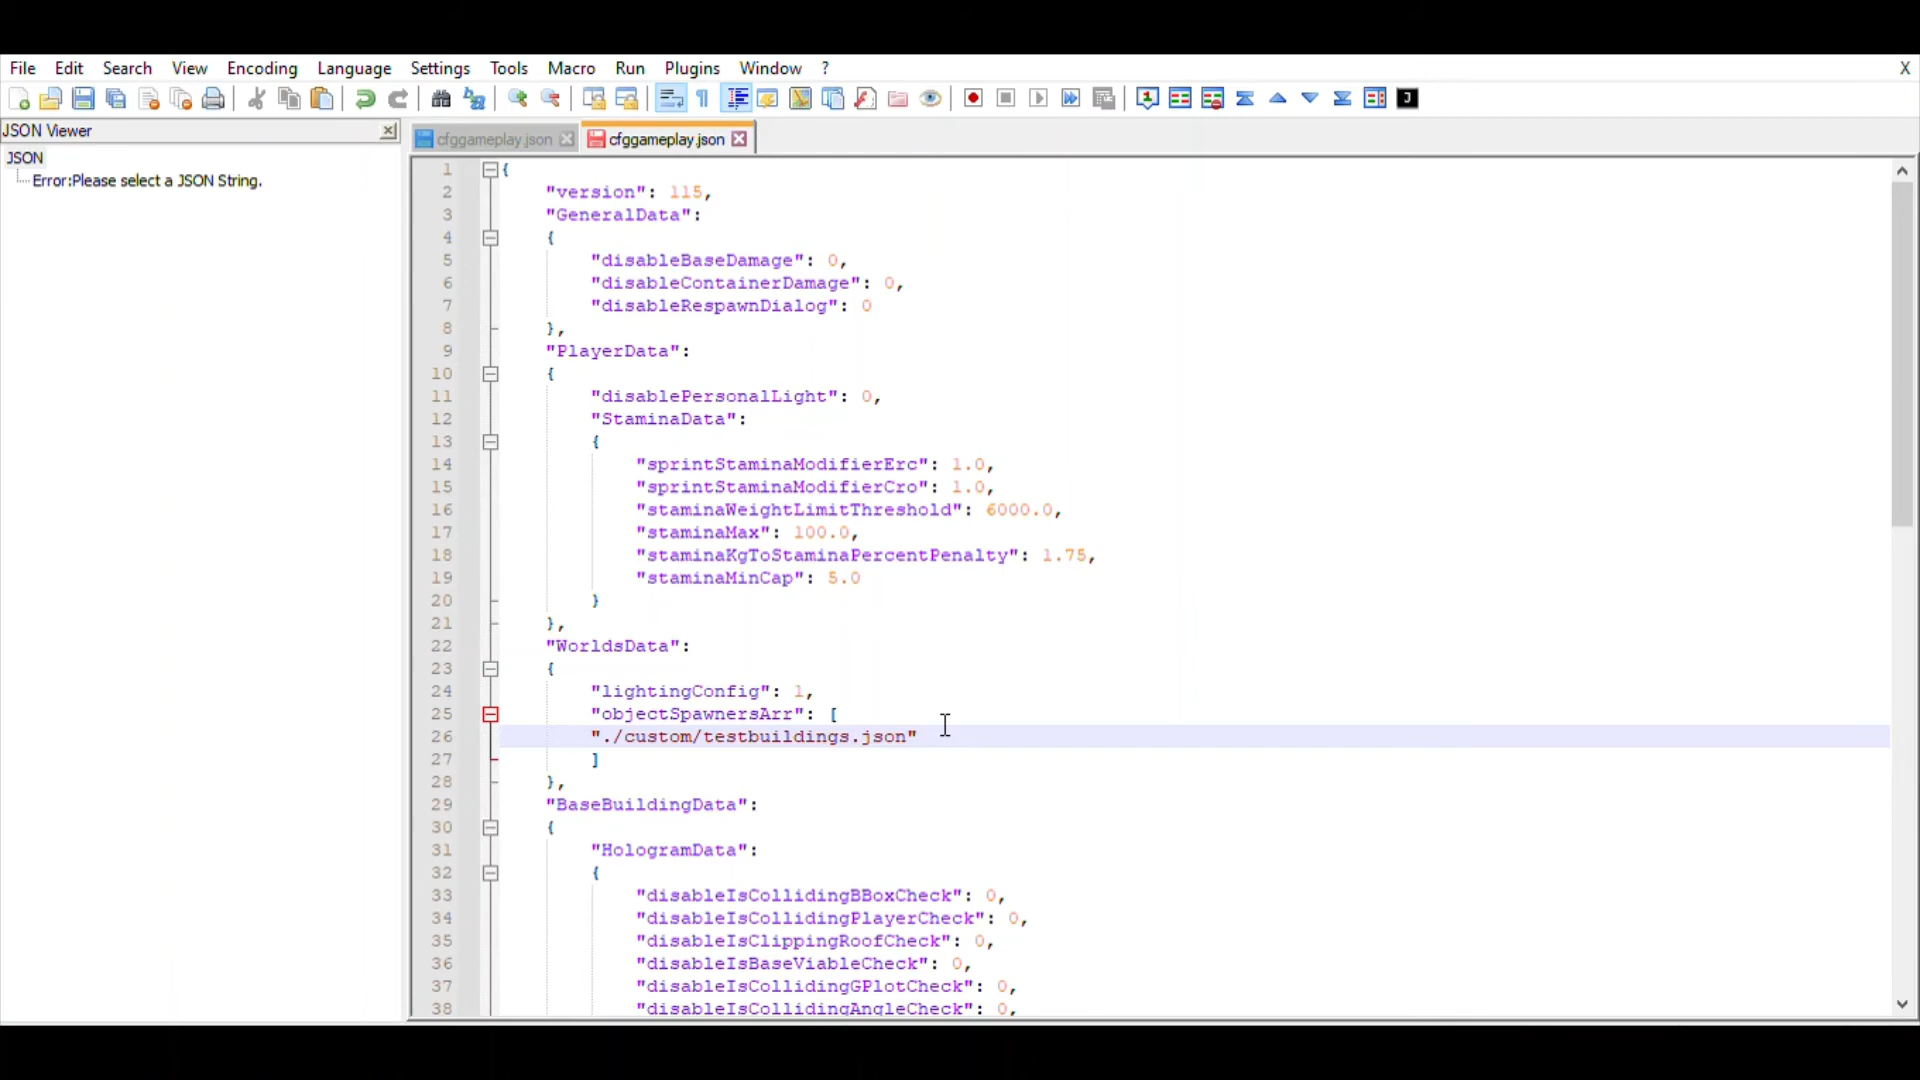 File Edit Search View Encoding Language Settings Tools Macro Run Plugins Window ? X
JSON Viewer
JSON
Error:Please select a JSON String.
cfggameplay.json cfggameplay.json
1 {
2 "version": 115,
3 "GeneralData":
4 {
5 "disableBaseDamage": 0,
6 "disableContainerDamage": 0,
7 "disableRespawnDialog": 0
8 },
9 "PlayerData":
10 {
11 "disablePersonalLight": 0,
12 "StaminaData":
13 {
14 "sprintStaminaModifierErc": 1.0,
15 "sprintStaminaModifierCro": 1.0,
16 "staminaWeightLimitThreshold": 6000.0,
17 "staminaMax": 100.0,
18 "staminaKgToStaminaPercentPenalty": 1.75,
19 "staminaMinCap": 5.0
20 }
21 },
22 "WorldsData":
23 {
24 "lightingConfig": 1,
25 "objectSpawnersArr": [
26 "./custom/testbuildings.json"
27 ]
28 },
29 "BaseBuildingData":
30 {
31 "HologramData":
32 {
33 "disableIsCollidingBBoxCheck": 0,
34 "disableIsCollidingPlayerCheck": 0,
35 "disableIsClippingRoofCheck": 0,
36 "disableIsBaseViableCheck": 0,
37 "disableIsCollidingGPlotCheck": 0,
38 "disableIsCollidingAngleCheck": 0,